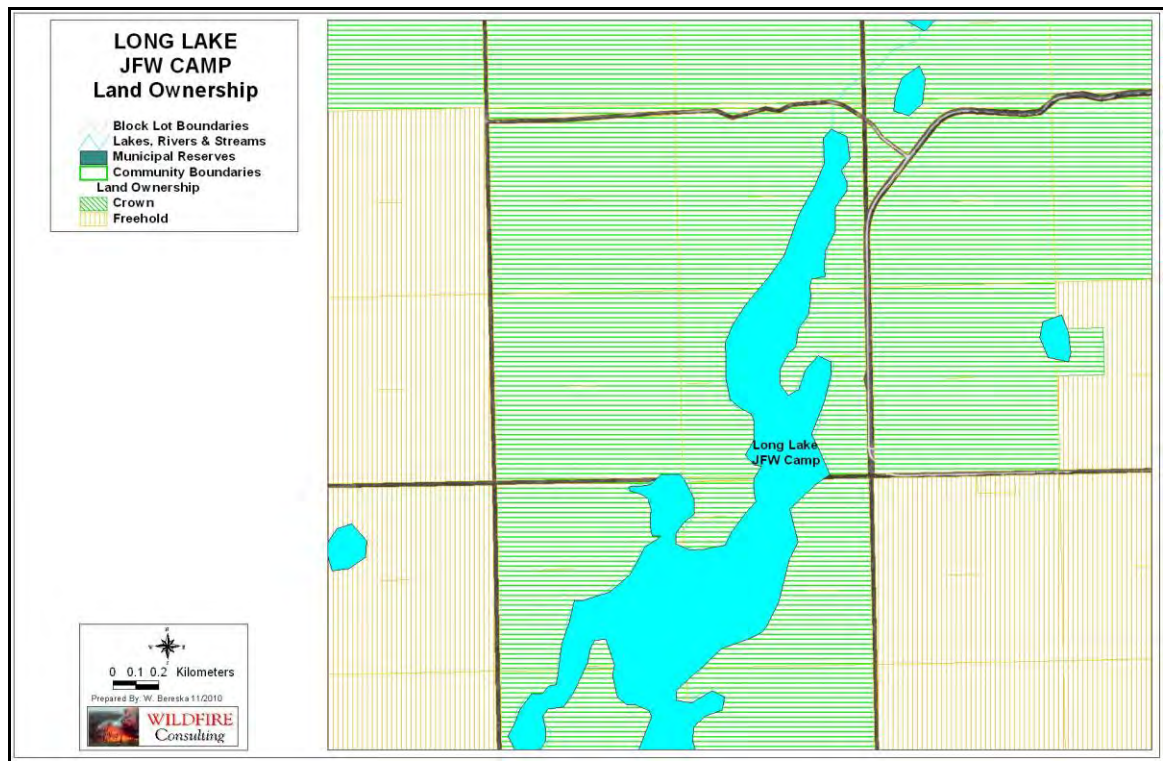 LONG LAKE
JFW CAMP
Land Ownership
Block Lot Boundaries
Lakes, Rivers & Streams
Municipal Reserves
Community Boundaries
Land Ownership
Crown
Freehold
Long Lake
JFW Camp
0 0.1 0.2 Kilometers
Prepared By: W. Bereska 11/2010
WILDFIRE
Consulting